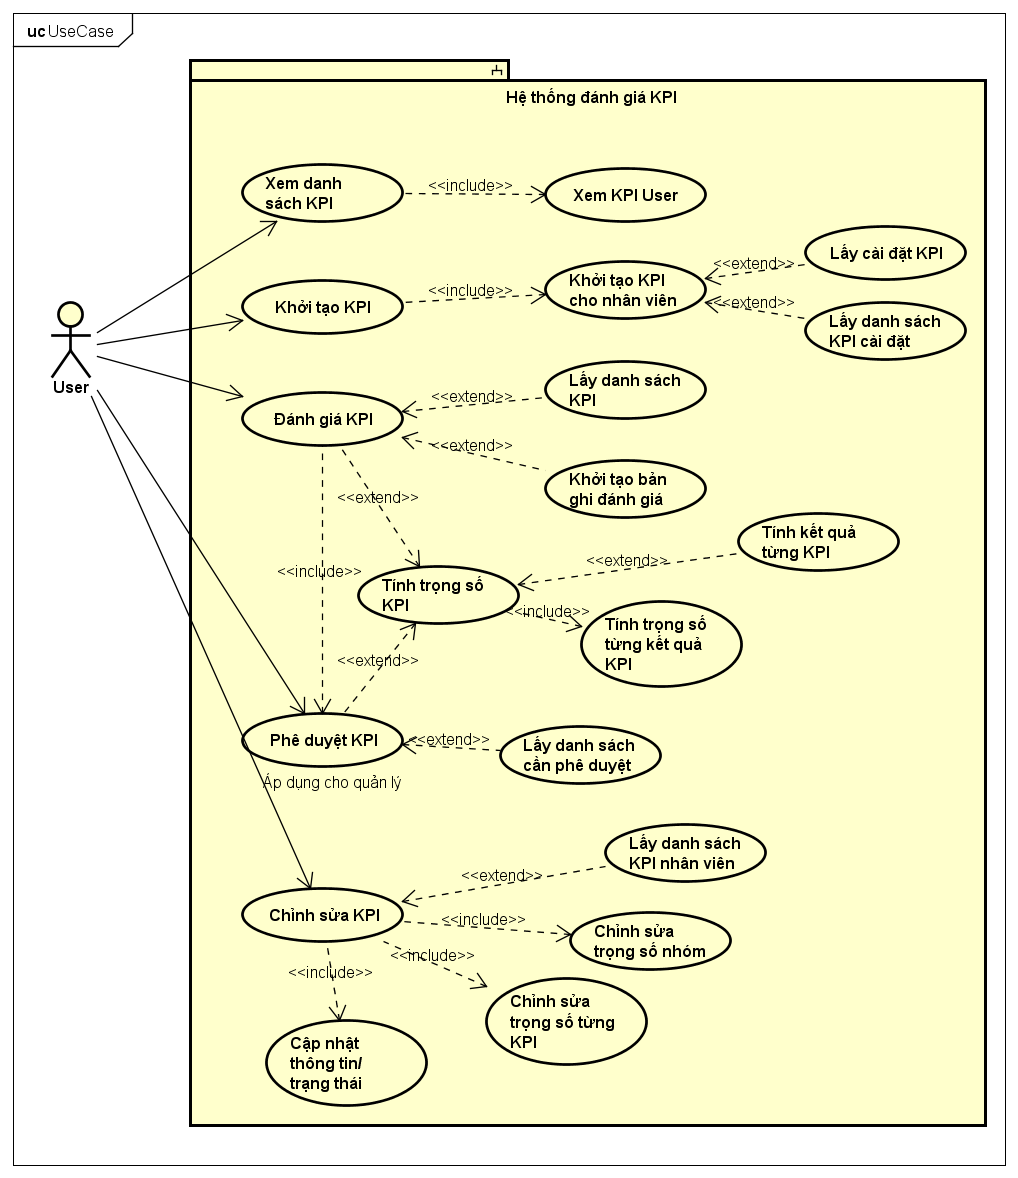 uc UseCase
Hệ thống đánh giá KPI
Xem danh
sách KPI
<<include>>
Xem KPI User
Khởi tạo KPI
<<include>>
Khởi tạo KPI
cho nhân viên
<<extend>>
Lấy cài đặt KPI
<<extend>>
Lấy danh sách
KPI cài đặt
User
Đánh giá KPI
<<extend>>
Lấy danh sách
KPI
<<extend>>
Khởi tạo bản
ghi đánh giá
<<extend>>
<<include>>
Tính trọng số
KPI
<<extend>>
Tính kết quả
từng KPI
<<include>>
Tính trọng số
từng kết quả
KPI
<<extend>>
Phê duyệt KPI
Áp dụng cho quản lý
<<extend>>
Lấy danh sách
cần phê duyệt
Chỉnh sửa KPI
<<extend>>
Lấy danh sách
KPI nhân viên
<<include>>
Chỉnh sửa
trọng số nhóm
<<include>>
Chỉnh sửa
trọng số từng
KPI
<<include>>
Cập nhật
thông tin/
trạng thái